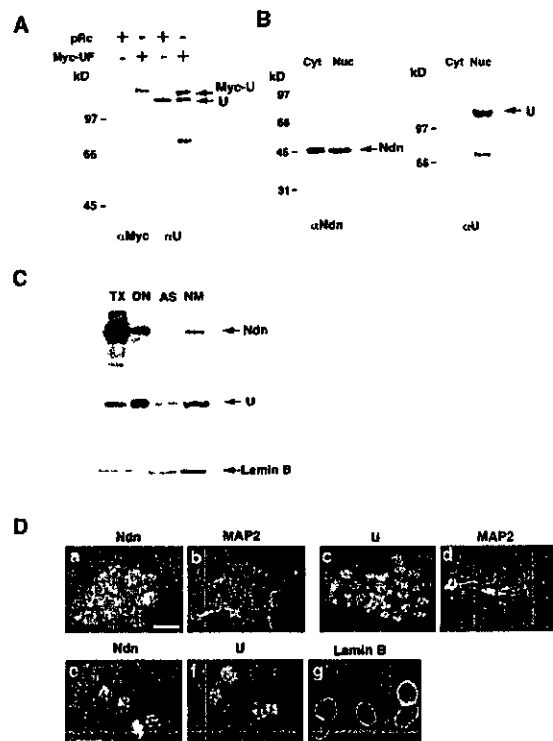 A
pRc + - + -
Myc-UF - + - +
kD
Myc-U
U
97
66
45
αMyc αU
B
Cyt Nuc
kD
97
66
45
31
Ndn
αNdn
Cyt Nuc
kD
97
66
U
αU
C
TX DN AS NM
Ndn
U
Lamin B
D
Ndn MAP2 U MAP2
a b c d
Ndn U Lamin B
e f g